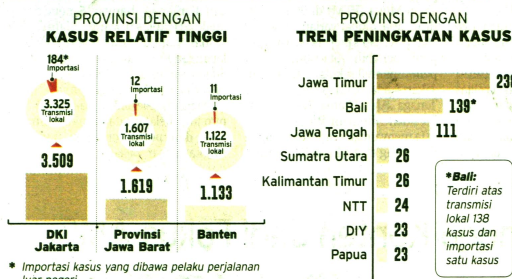 PROVINSI DENGAN
KASUS RELATIF TINGGI
184*
Importasi
3.325
Transmisi
lokal
3.509
DKI
Jakarta
12
Importasi
1.607
Transmisi
lokal
1.619
Provinsi
Jawa Barat
11
Importasi
1.122
Transmisi
lokal
1.133
Banten
* Importasi kasus yang dibawa pelaku perjalanan
luar negeri
PROVINSI DENGAN
TREN PENINGKATAN KASUS
Jawa Timur
Bali 139*
Jawa Tengah 111
Sumatra Utara 26
Kalimantan Timur 26
NTT 24
DIY 23
Papua 23
*Bali:
Terdiri atas
transmisi
lokal 138
kasus dan
importasi
satu kasus